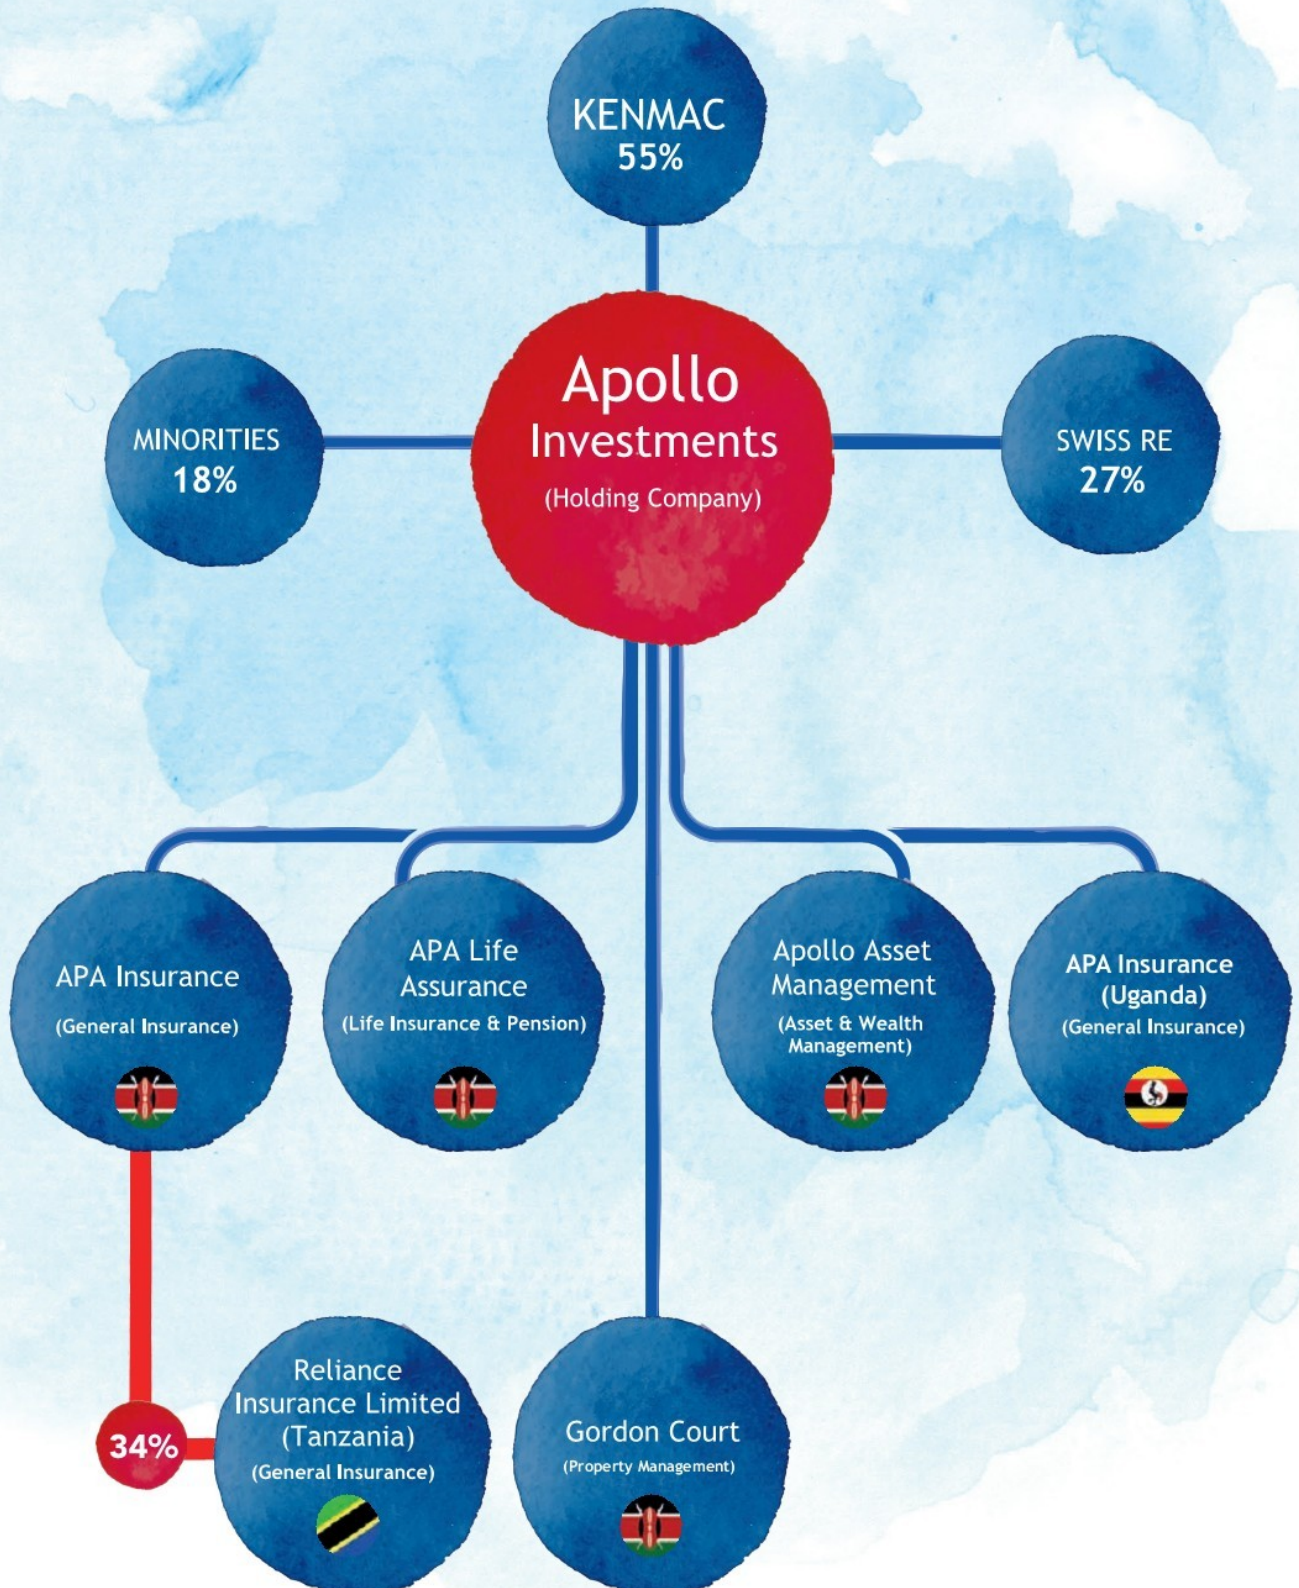 KENMAC
55%
Apollo
Investments
(Holding Company)
MINORITIES
18%
SWISS RE
27%
APA Insurance
(General Insurance)
APA Life
Assurance
(Life Insurance & Pension)
Apollo Asset
Management
(Asset & Wealth
Management)
APA Insurance
(Uganda)
(General Insurance)
34%
Reliance
Insurance Limited
(Tanzania)
(General Insurance)
Gordon Court
(Property Management)